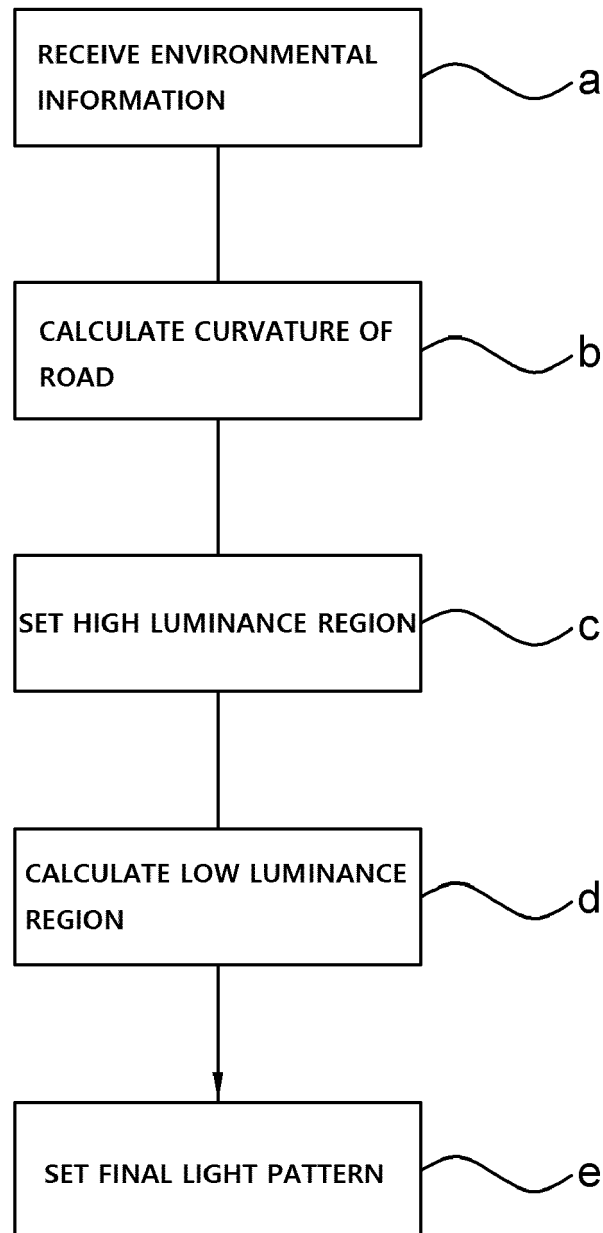 RECEIVE ENVIRONMENTAL
INFORMATION
a
CALCULATE CURVATURE OF
ROAD
b
SET HIGH LUMINANCE REGION
c
CALCULATE LOW LUMINANCE
REGION
d
SET FINAL LIGHT PATTERN
e